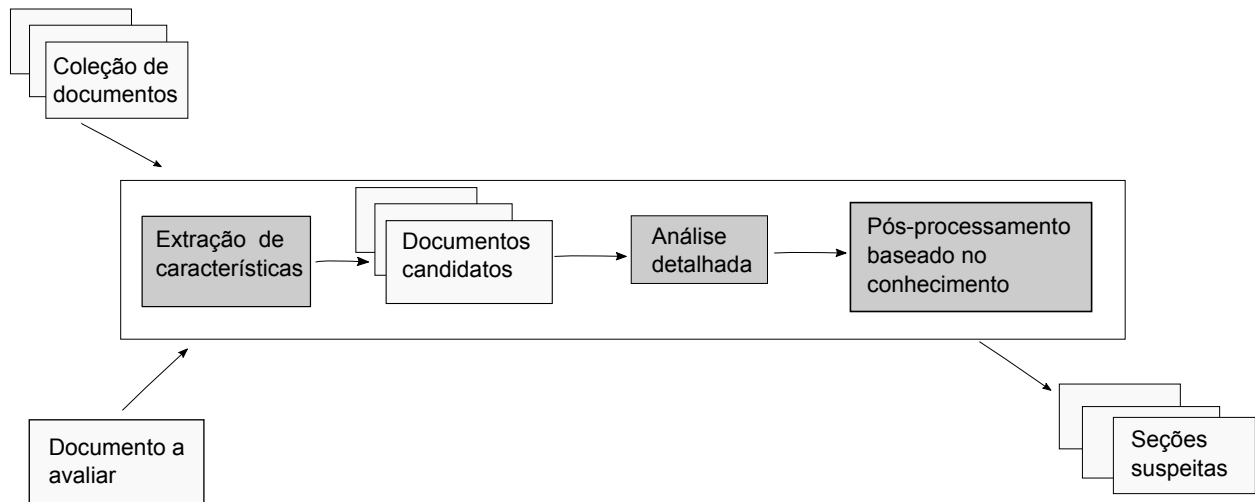 Coleção de
documentos
Extração de
características
Documentos
candidatos
Análise
detalhada
Pós-processamento
baseado no
conhecimento
Documento a
avaliar
Seções
suspeitas